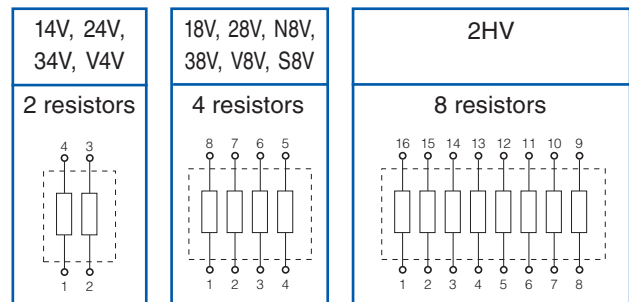 14V, 24V,
34V, V4V
2 resistors
4 3
1 2
18V, 28V, N8V,
38V, V8V, S8V
4 resistors
8 7 6 5
1 2 3 4
2HV
8 resistors
16 15 14 13 12 11 10 9
1 2 3 4 5 6 7 8